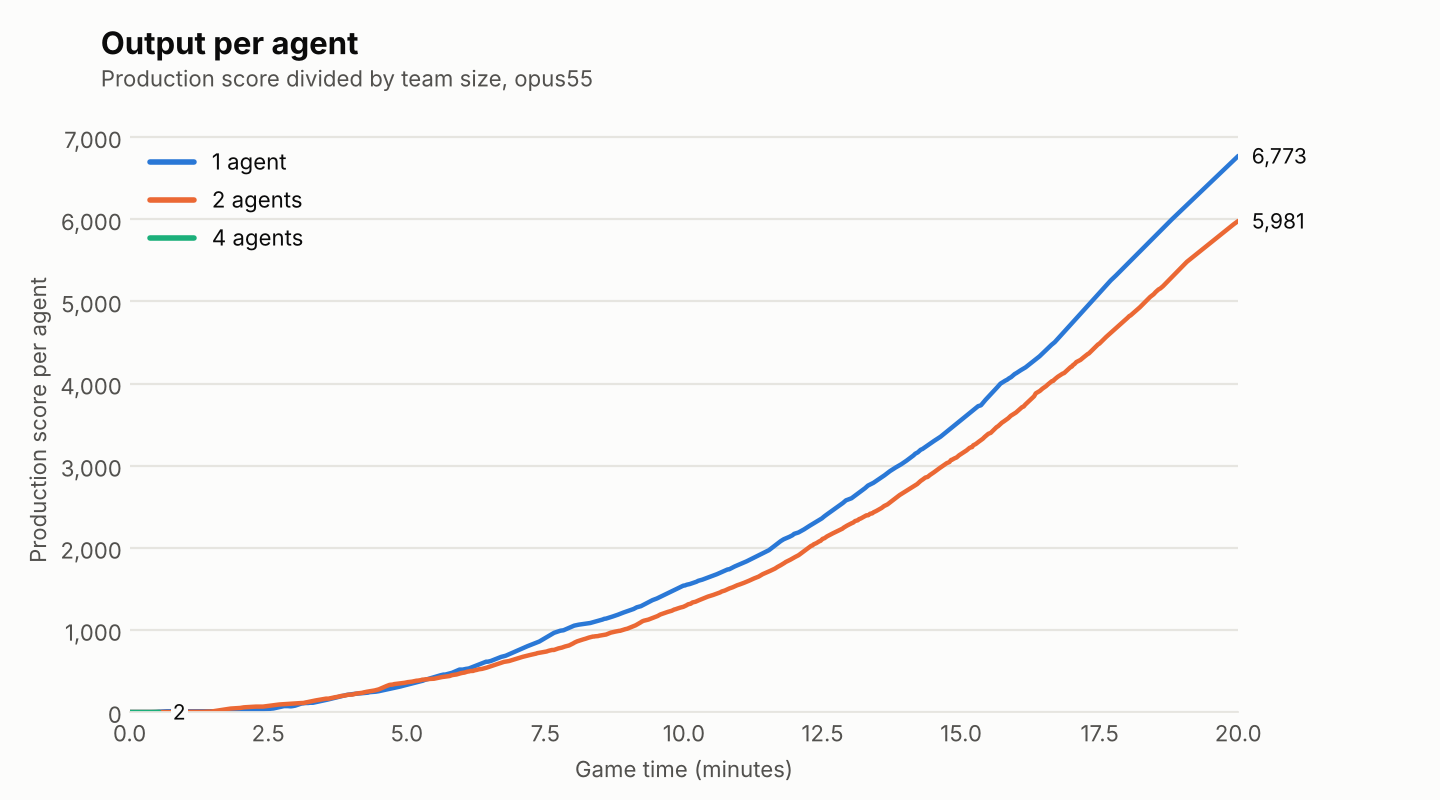 Output per agent
Production score divided by team size, opus55
7,000
6,000
5,000
4,000
3,000
2,000
1,000
0
1 agent
2 agents
4 agents
6,773
5,981
2
Production score per agent
0.0
2.5
5.0
7.5
10.0
12.5
15.0
17.5
20.0
Game time (minutes)